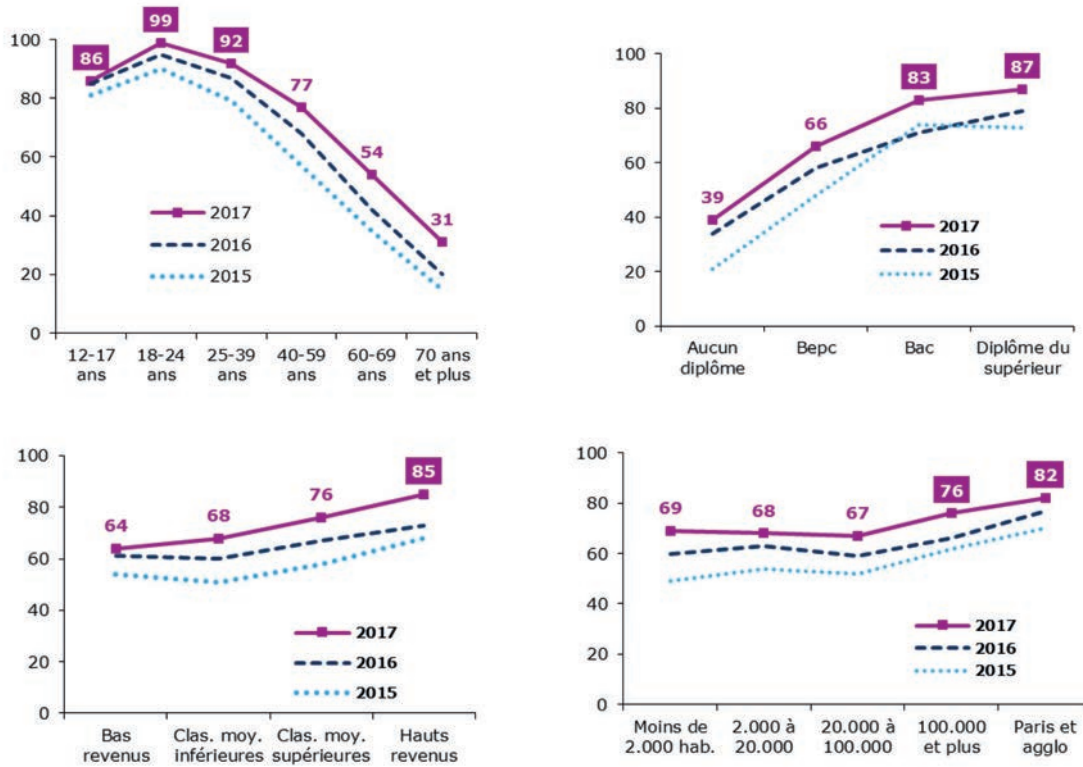 99
100
86
92
80
77
60
54
40
31
20
0
2017
2016
2015
12-17
ans
18-24
ans
25-39
ans
40-59
ans
60-69
ans
70 ans
et plus
100
83
87
80
66
60
40
39
20
0
2017
2016
2015
Aucun
diplôme
Bepc
Bac
Diplôme du
supérieur
100
85
80
76
68
64
60
40
20
0
2017
2016
2015
Bas
revenus
Clas. moy.
inférieures
Clas. moy.
supérieures
Hauts
revenus
100
82
76
80
69
68
67
60
40
20
0
2017
2016
2015
Moins de
2.000 hab.
2.000 à
20.000
20.000 à
100.000
100.000
et plus
Paris et
agglo